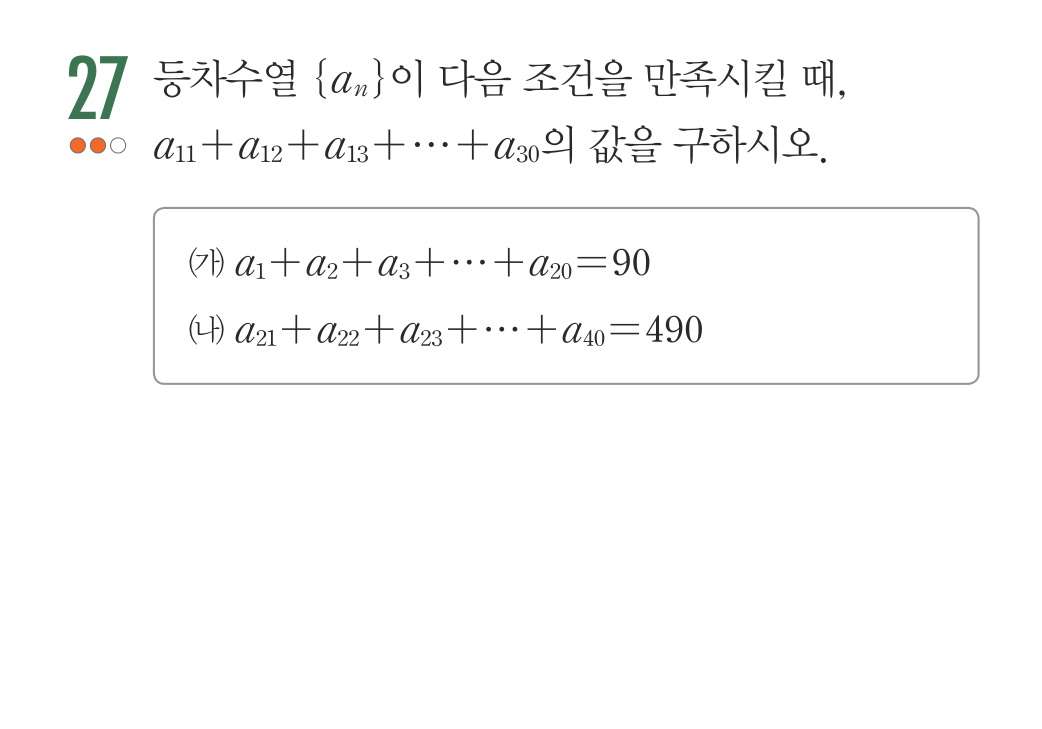 27 등차수열 {aₙ}이 다음 조건을 만족시킬 때,
a₁₁+a₁₂+a₁₃+⋯+a₃₀의 값을 구하시오.
㈎ a₁+a₂+a₃+⋯+a₂₀=90
㈏ a₂₁+a₂₂+a₂₃+⋯+a₄₀=490